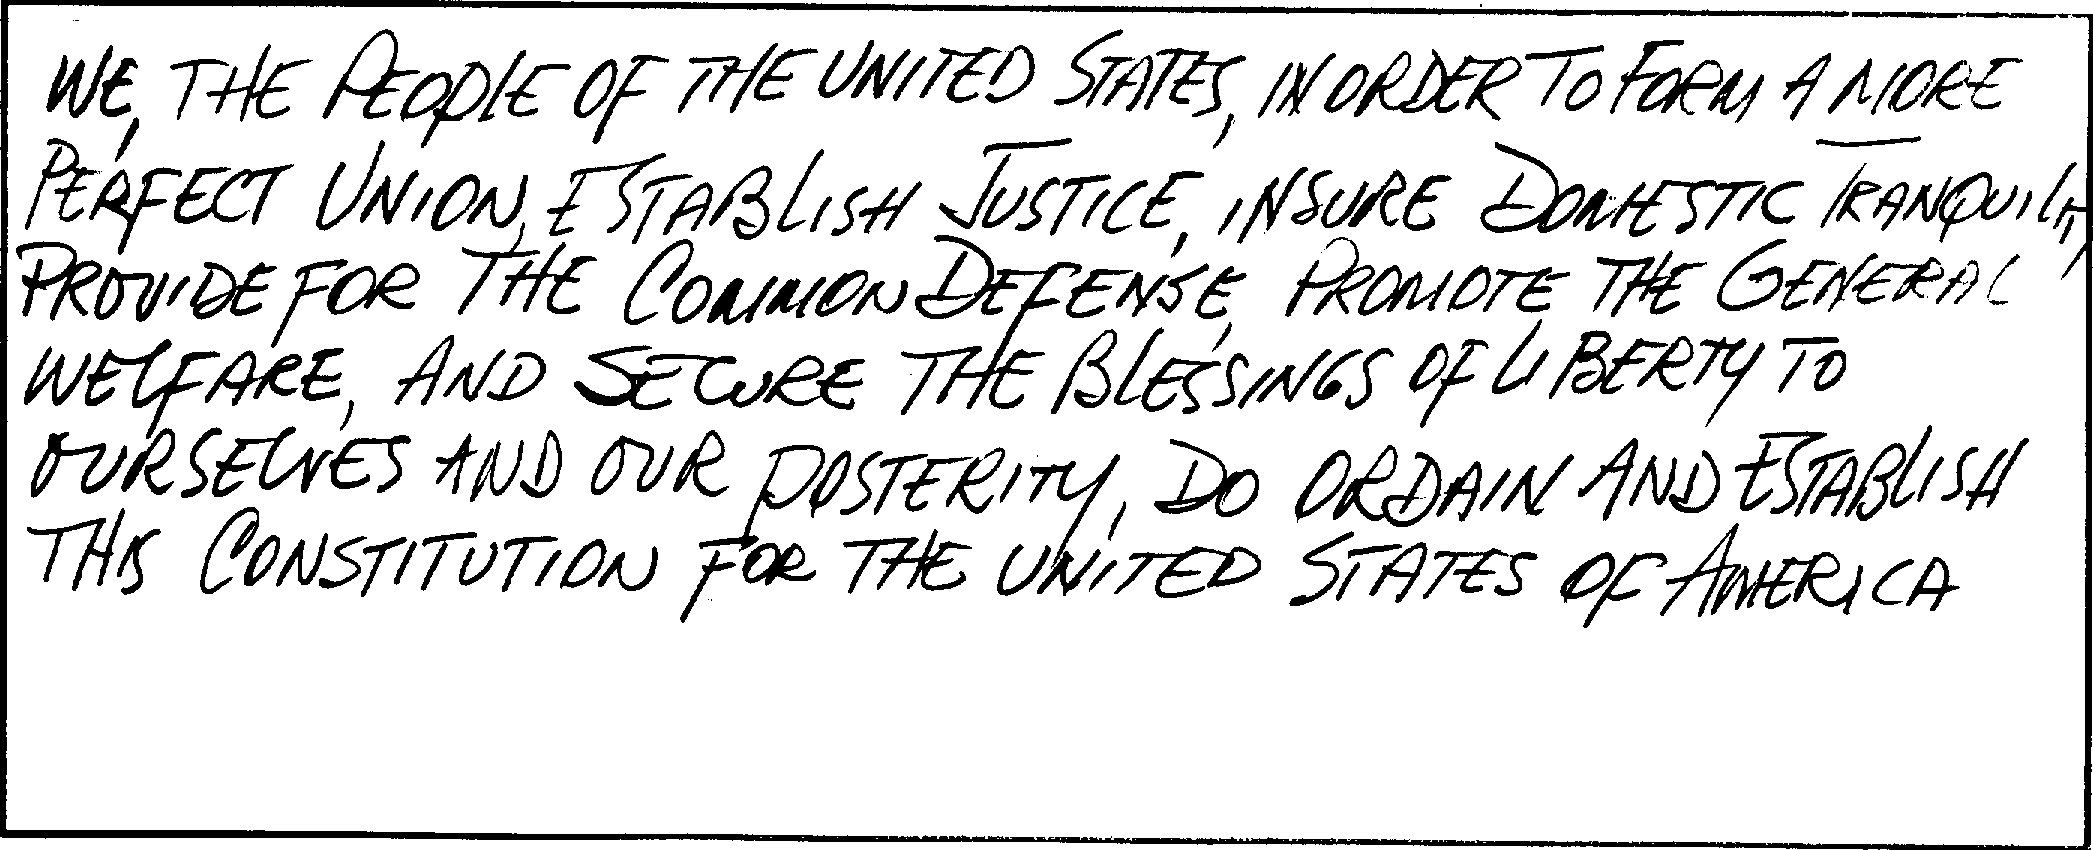 WE, THE PEOPLE OF THE UNITED STATES, IN ORDER TO FORM A MORE
PERFECT UNION, ESTABLISH JUSTICE, INSURE DOMESTIC TRANQUILITY,
PROVIDE FOR THE COMMON DEFENSE, PROMOTE THE GENERAL
WELFARE, AND SECURE THE BLESSINGS OF LIBERTY TO
OURSELVES AND OUR POSTERITY, DO ORDAIN AND ESTABLISH
THIS CONSTITUTION FOR THE UNITED STATES OF AMERICA